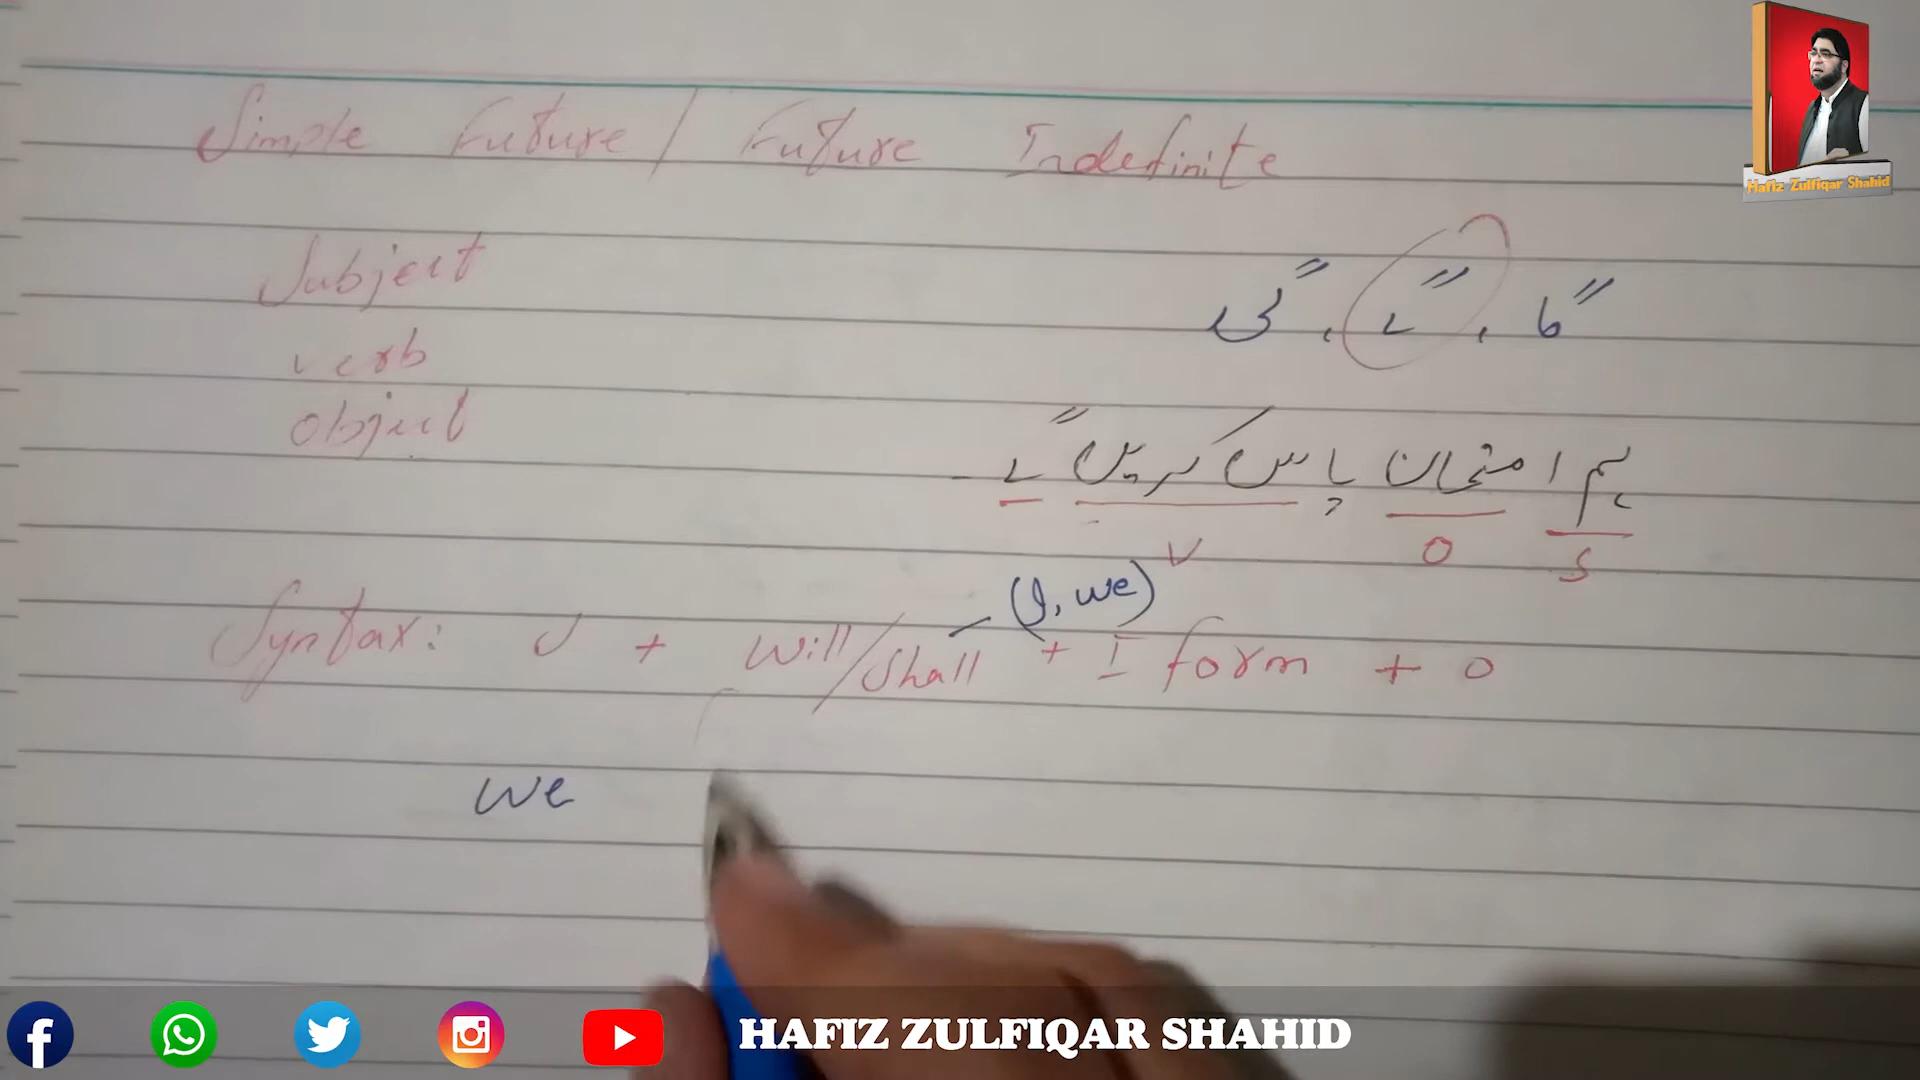 Hafiz Zulfiqar Shahid
Simple Future / Future Indefinite
Subject
verb
object
گا ، گے ، گی
ہم امتحان پاس کریں گے۔
V O S
(I, we)
Syntax: S + Will/Shall + I form + O
We
HAFIZ ZULFIQAR SHAHID